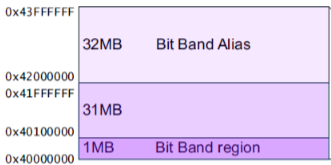 0x43FFFFFF
32MB Bit Band Alias
0x42000000
0x41FFFFFF
31MB
0x40100000
1MB Bit Band region
0x40000000